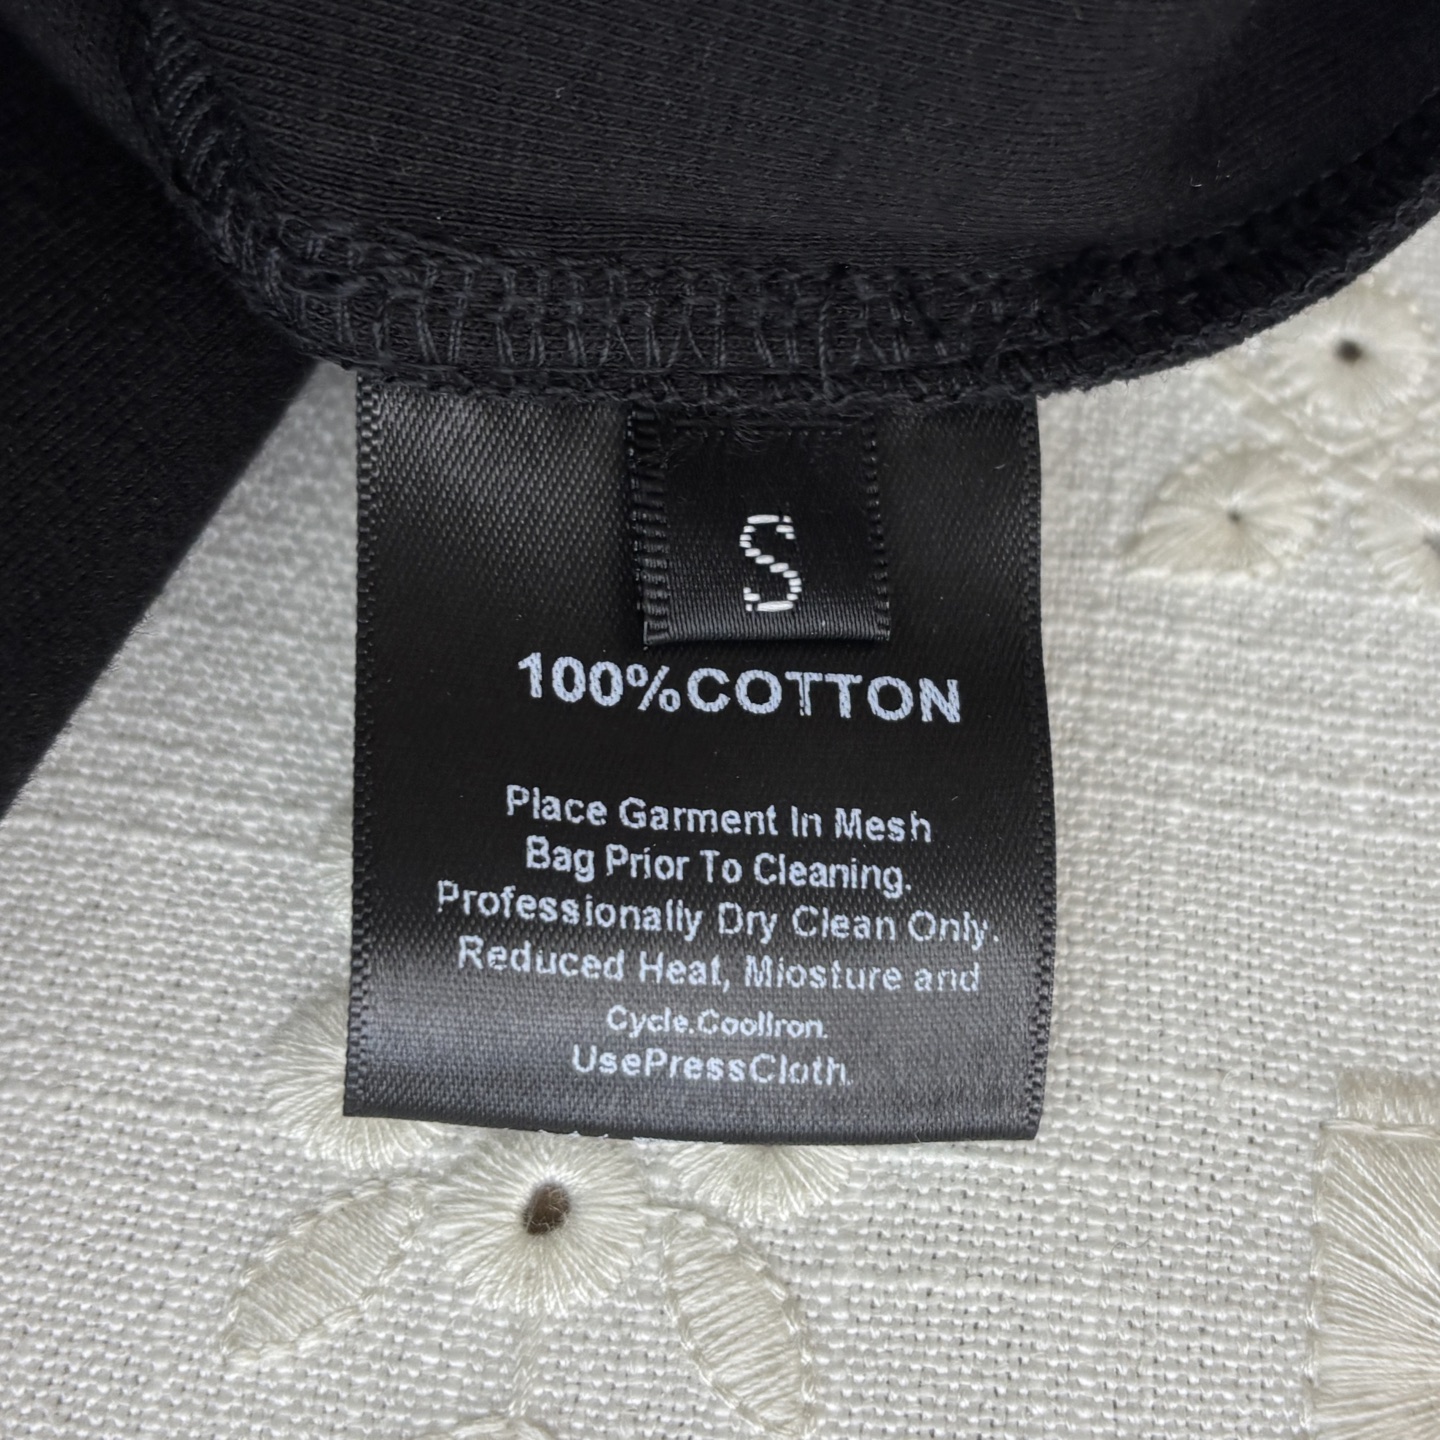 S
100%COTTON
Place Garment In Mesh
Bag Prior To Cleaning.
Professionally Dry Clean Only.
Reduced Heat, Miosture and
Cycle.CoolIron.
UsePressCloth.